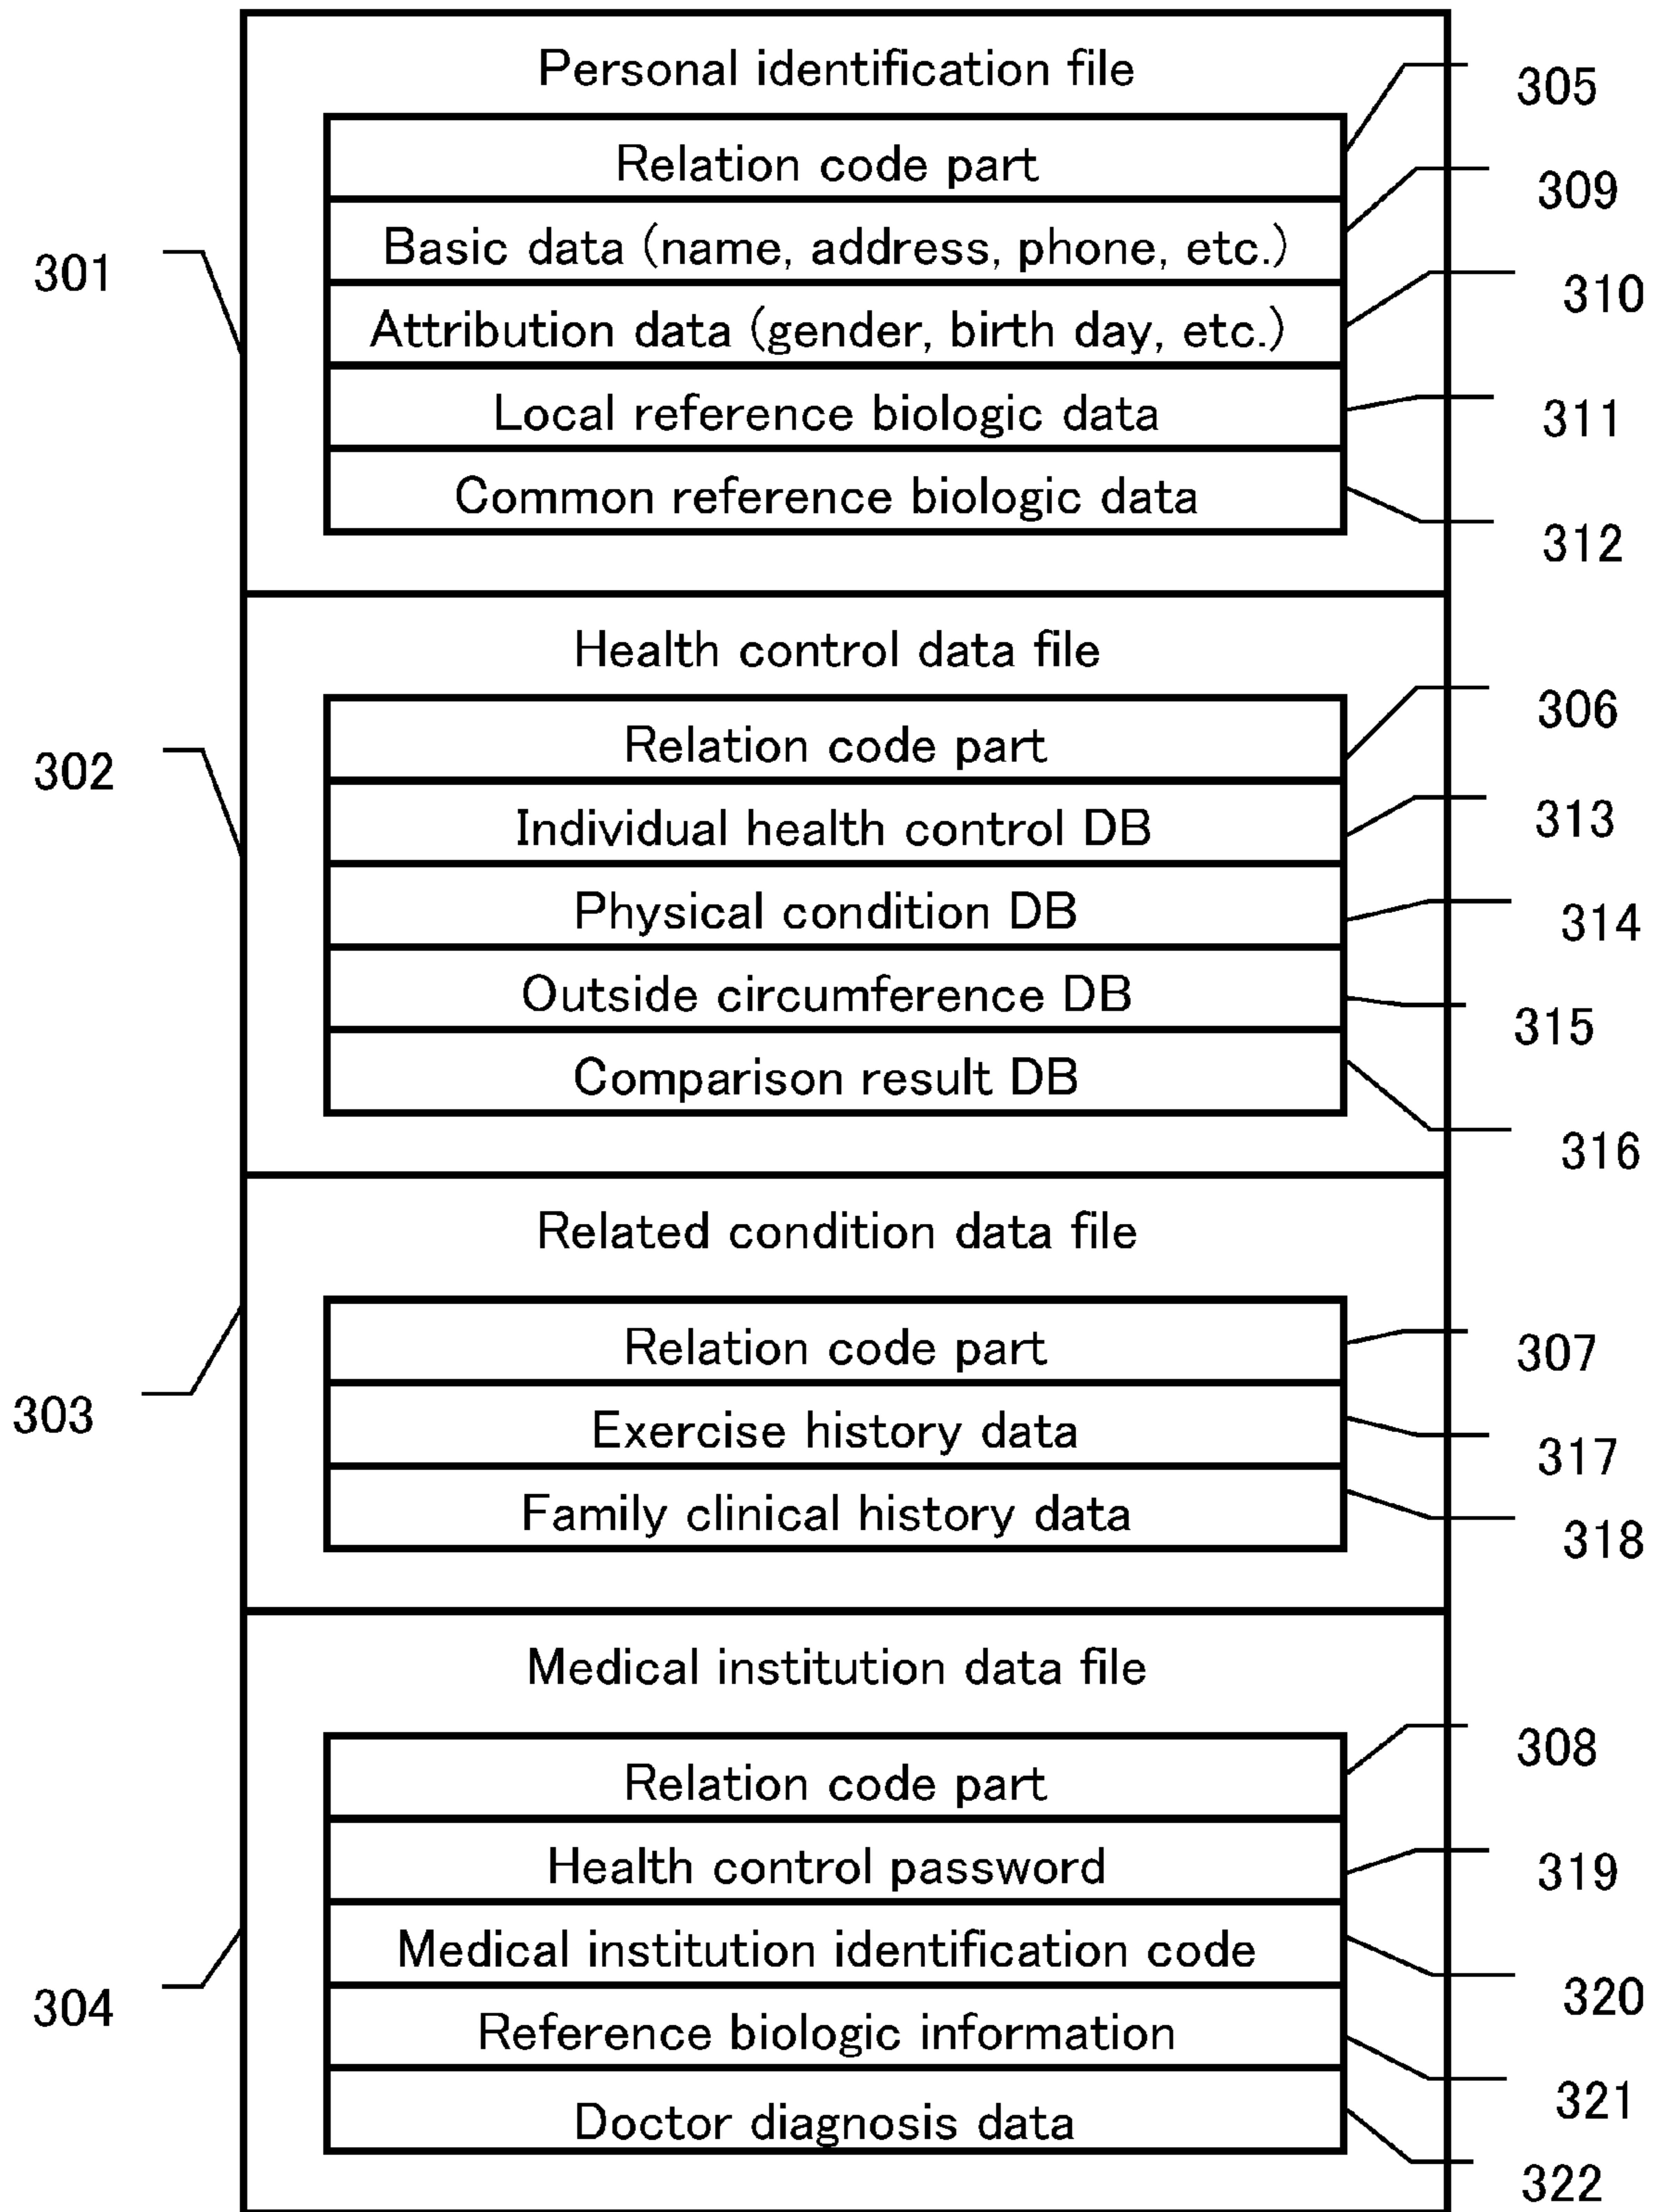 Personal identification file
305
Relation code part
309
Basic data (name, address, phone, etc.)
301
310
Attribution data (gender, birth day, etc.)
Local reference biologic data
311
Common reference biologic data
312
Health control data file
306
Relation code part
302
313
Individual health control DB
Physical condition DB
314
Outside circumference DB
315
Comparison result DB
316
Related condition data file
Relation code part
307
303
Exercise history data
317
Family clinical history data
318
Medical institution data file
308
Relation code part
Health control password
319
Medical institution identification code
320
304
Reference biologic information
321
Doctor diagnosis data
322